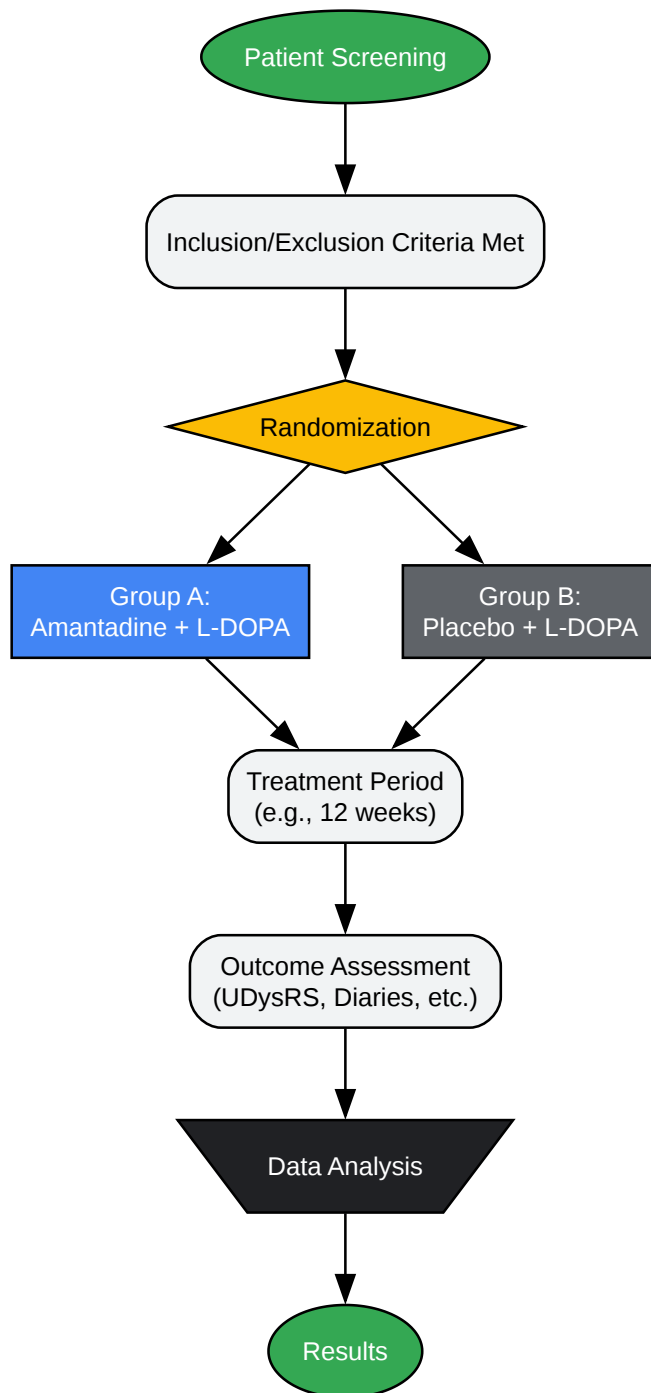 Patient Screening
Inclusion/Exclusion Criteria Met
Randomization
Group A:
Amantadine + L-DOPA
Group B:
Placebo + L-DOPA
Treatment Period
(e.g., 12 weeks)
Outcome Assessment
(UDysRS, Diaries, etc.)
Data Analysis
Results